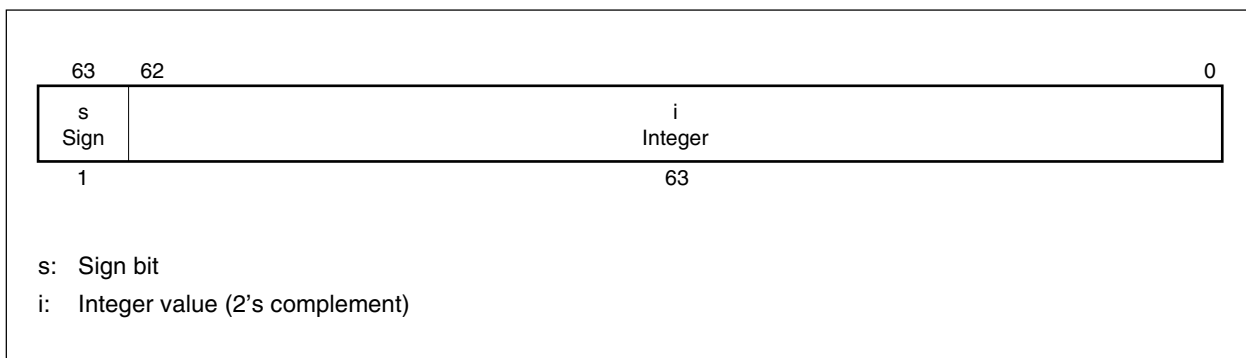 63 62 0
s i
Sign Integer
1 63
s: Sign bit
i: Integer value (2’s complement)